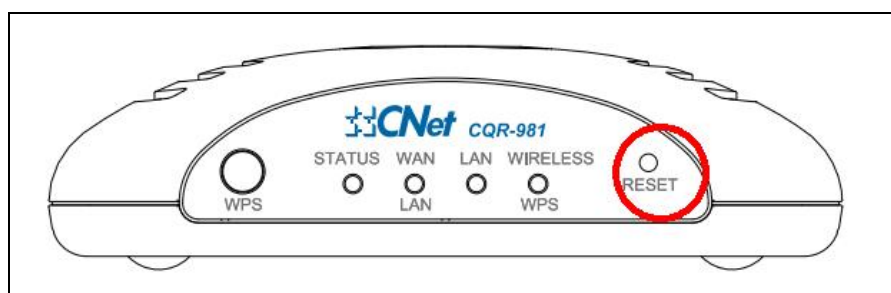 CNet CQR-981
STATUS WAN LAN WIRELESS
WPS LAN WPS RESET